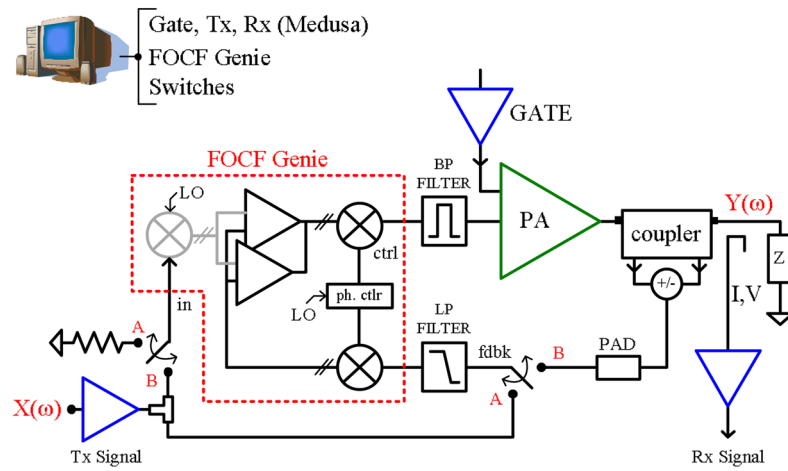 Gate, Tx, Rx (Medusa)
FOCF Genie
Switches
GATE
FOCF Genie
BP
FILTER
LO
PA
Y(ω)
coupler
ctrl
Z
+/-
I,V
in
LO
ph. ctlr
LP
FILTER
PAD
A
fdbk
B
B
A
X(ω)
Tx Signal
Rx Signal